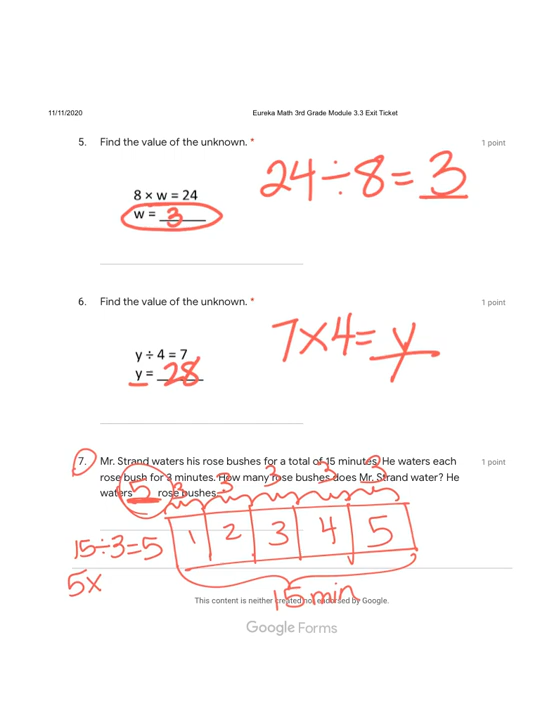 11/11/2020 Eureka Math 3rd Grade Module 3.3 Exit Ticket
5. Find the value of the unknown. * 1 point
24÷8=3
8 × w = 24
w = 3
6. Find the value of the unknown. * 1 point
7×4=y
y ÷ 4 = 7
y = 28
7. Mr. Strand waters his rose bushes for a total of 15 minutes. He waters each 1 point
rose bush for 3 minutes. How many rose bushes does Mr. Strand water? He
waters 5 rose bushes.
3 3 3 3 3
1 2 3 4 5
15÷3=5
5×
15 min
This content is neither created nor endorsed by Google.
Google Forms